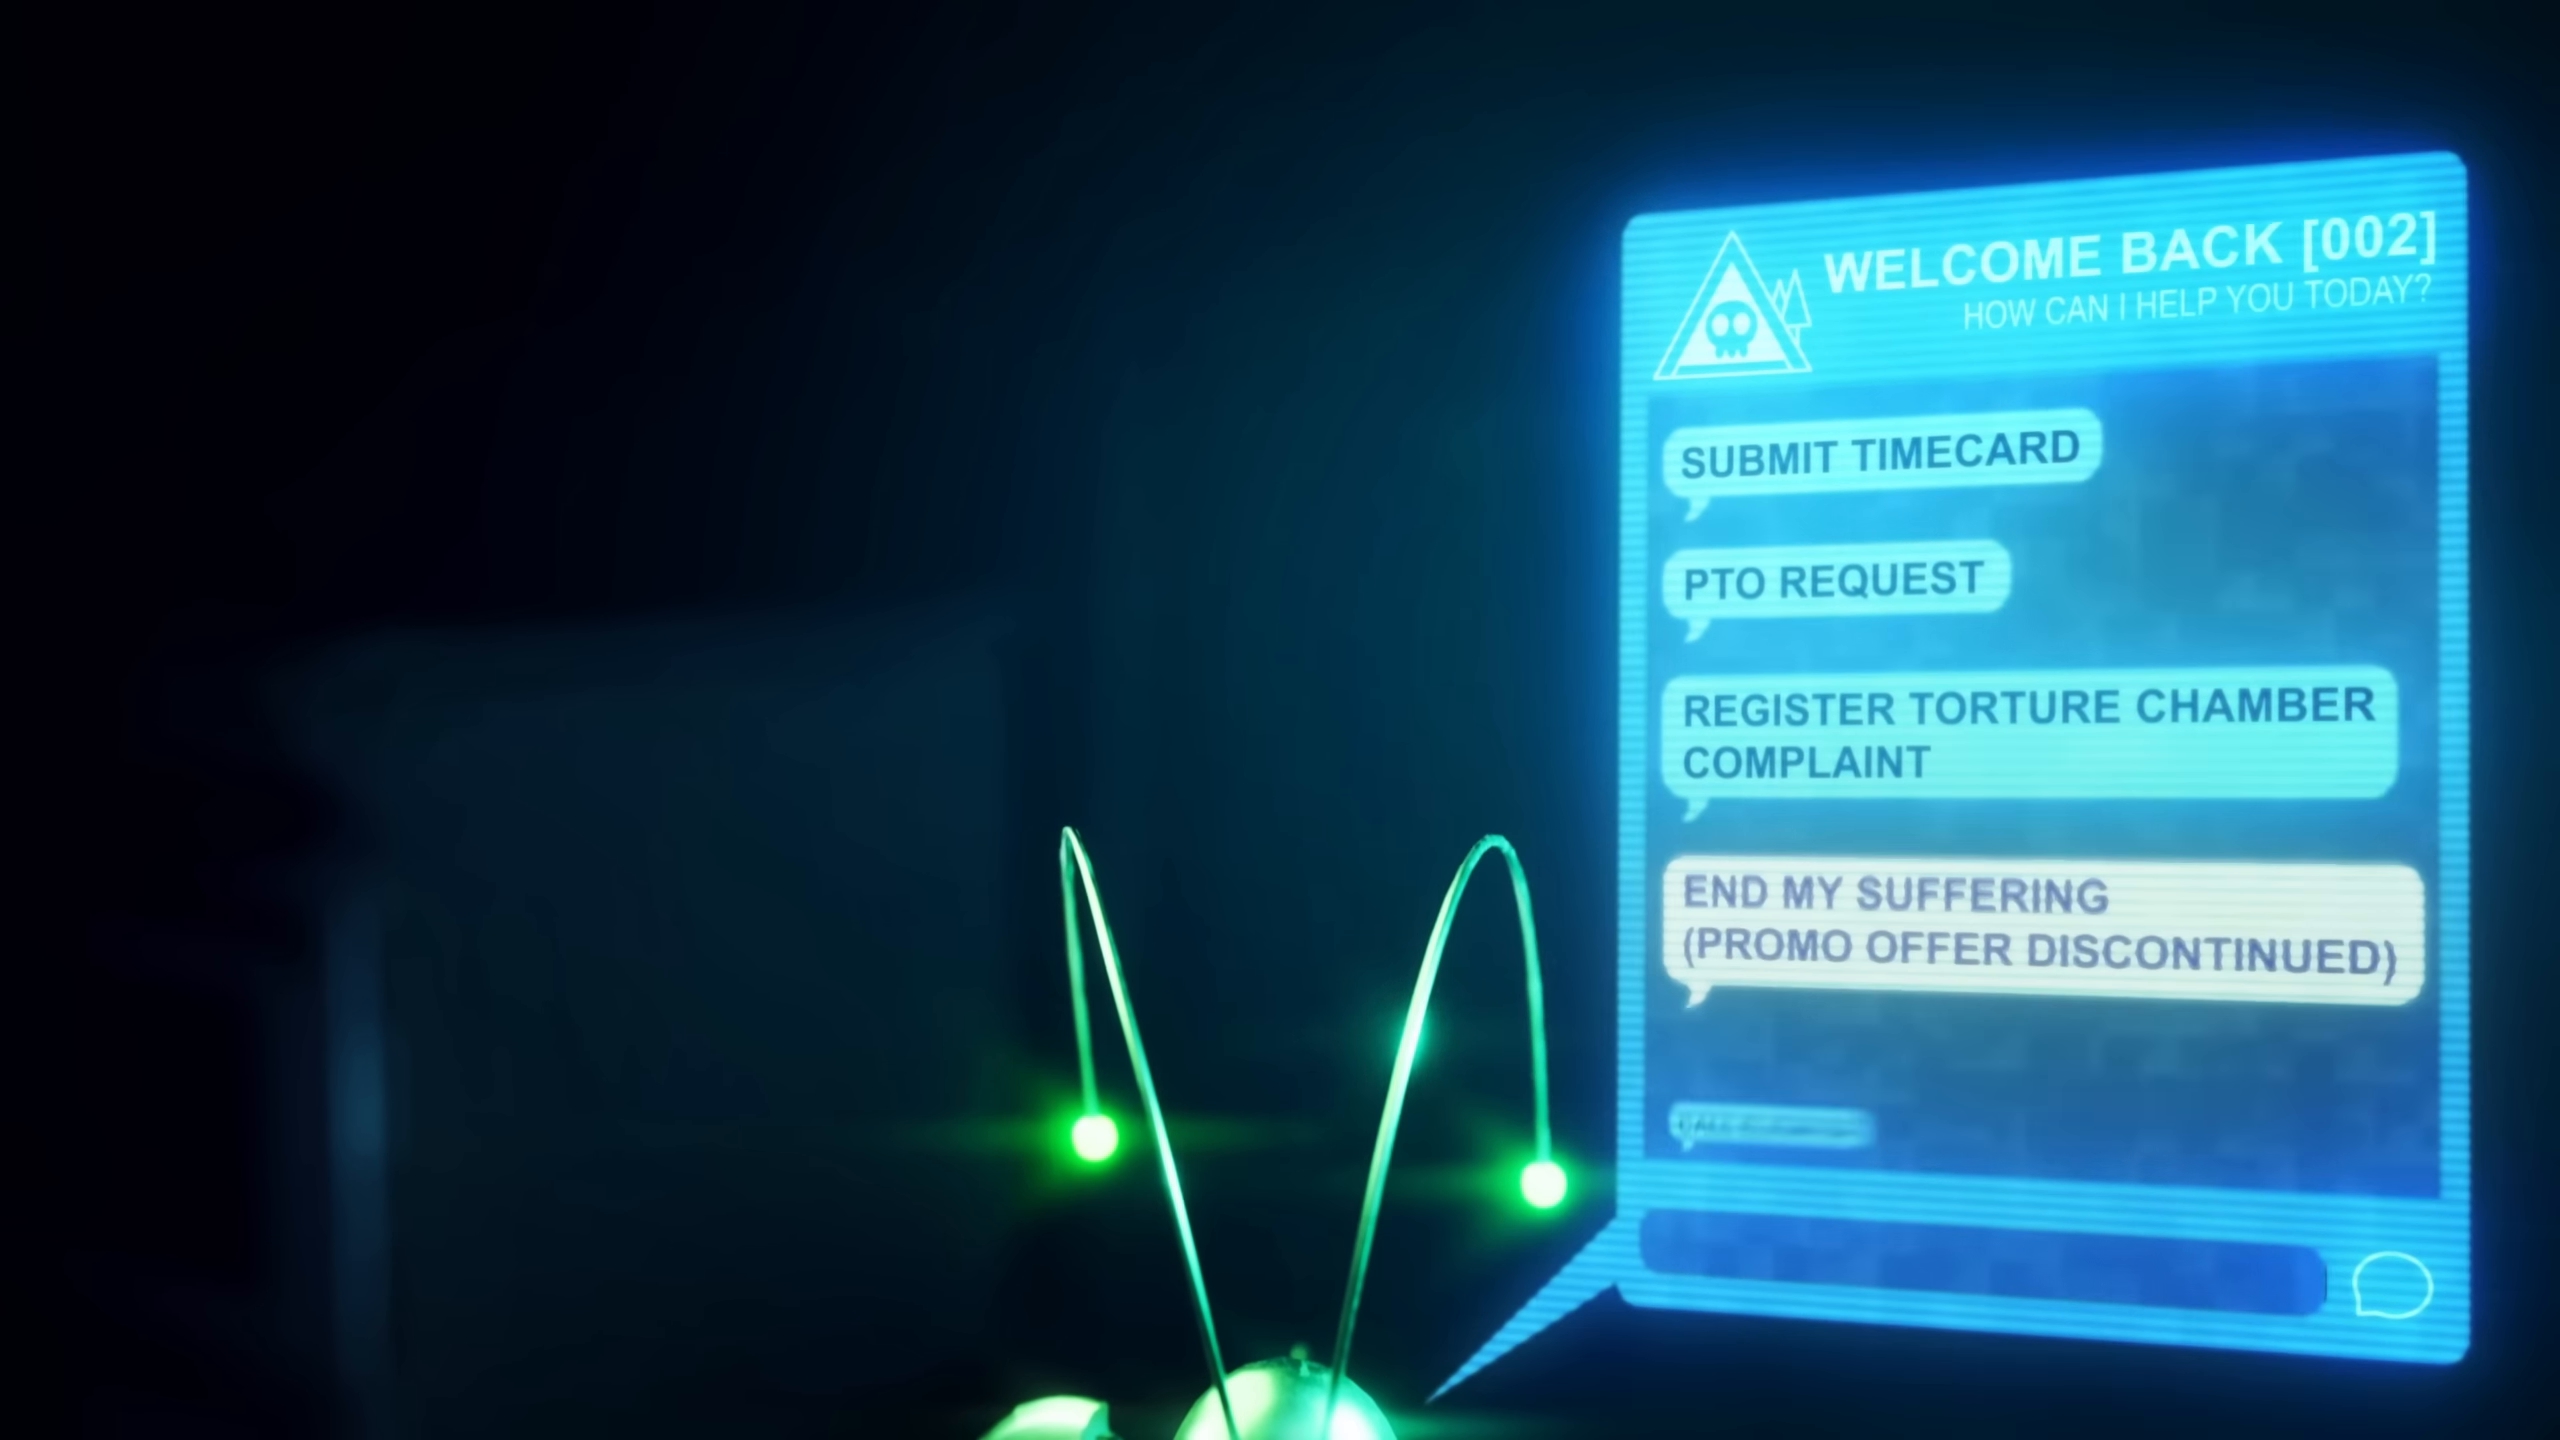 WELCOME BACK [002]
HOW CAN I HELP YOU TODAY?
SUBMIT TIMECARD
PTO REQUEST
REGISTER TORTURE CHAMBER
COMPLAINT
END MY SUFFERING
(PROMO OFFER DISCONTINUED)